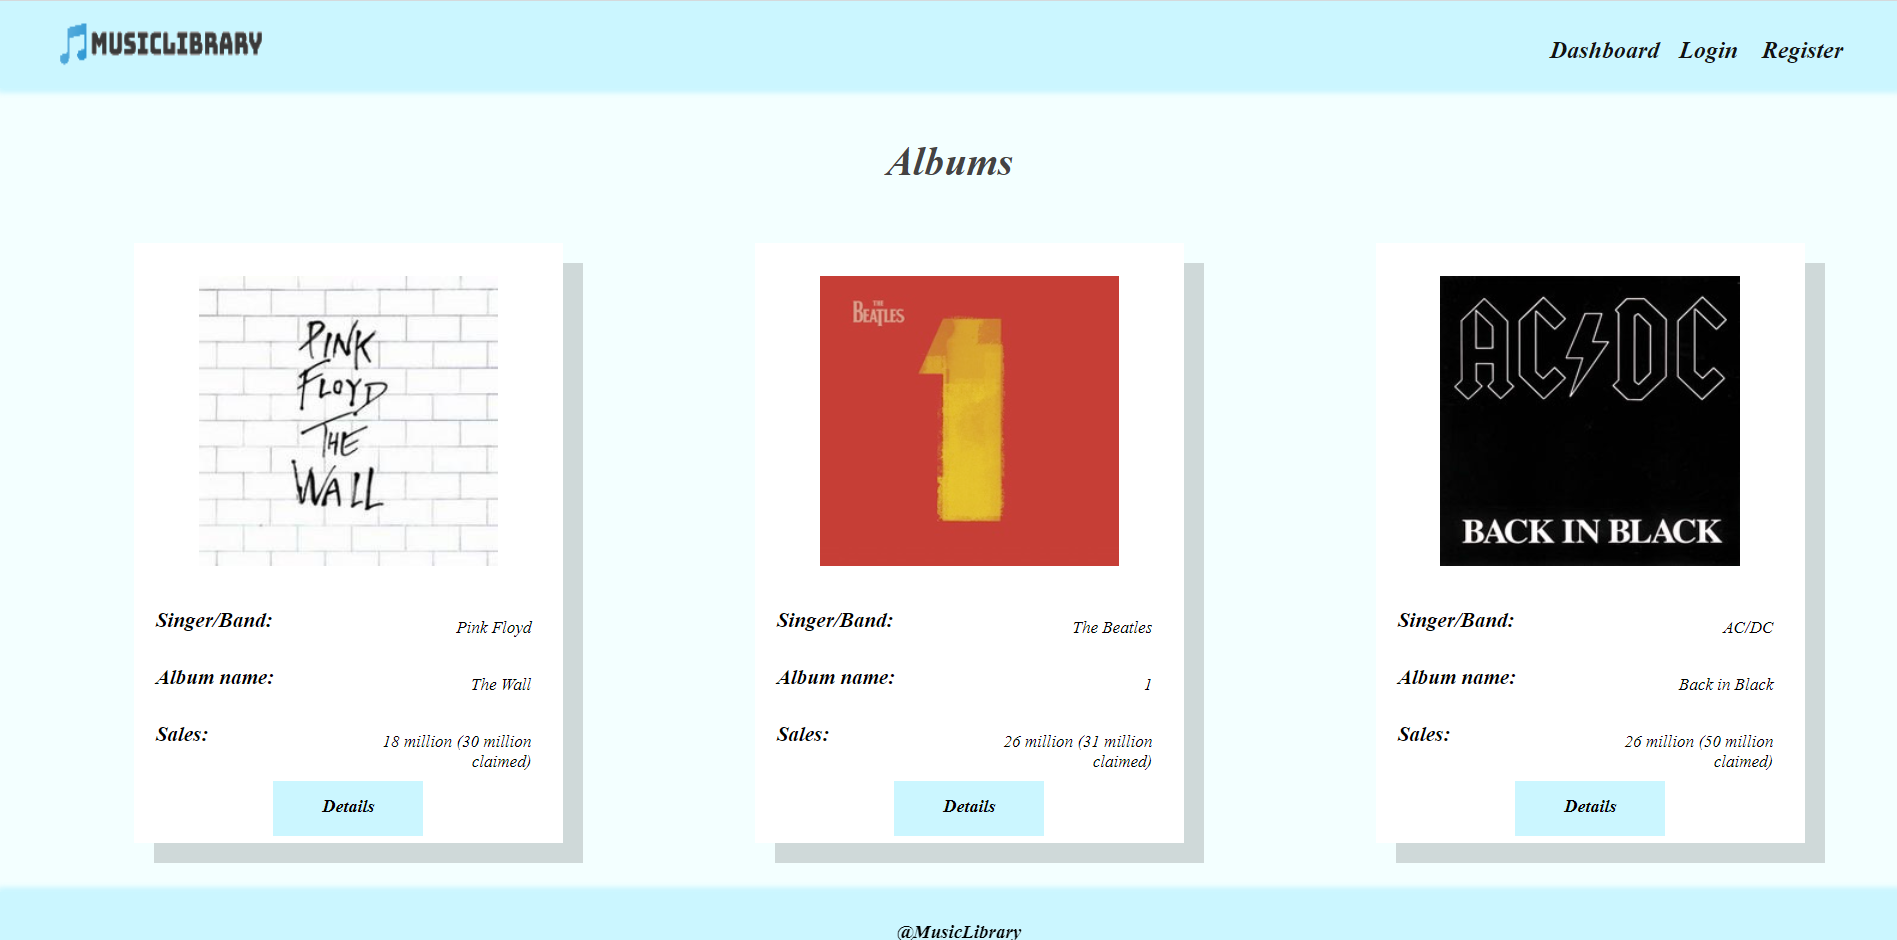 MUSICLIBRARY
Dashboard Login Register
Albums
PINK
FLOYD
THE
WALL
Singer/Band: Pink Floyd
Album name: The Wall
Sales: 18 million (30 million
claimed)
Details
THE
BEATLES
1
Singer/Band: The Beatles
Album name: 1
Sales: 26 million (31 million
claimed)
Details
AC/DC
BACK IN BLACK
Singer/Band: AC/DC
Album name: Back in Black
Sales: 26 million (50 million
claimed)
Details
@MusicLibrary